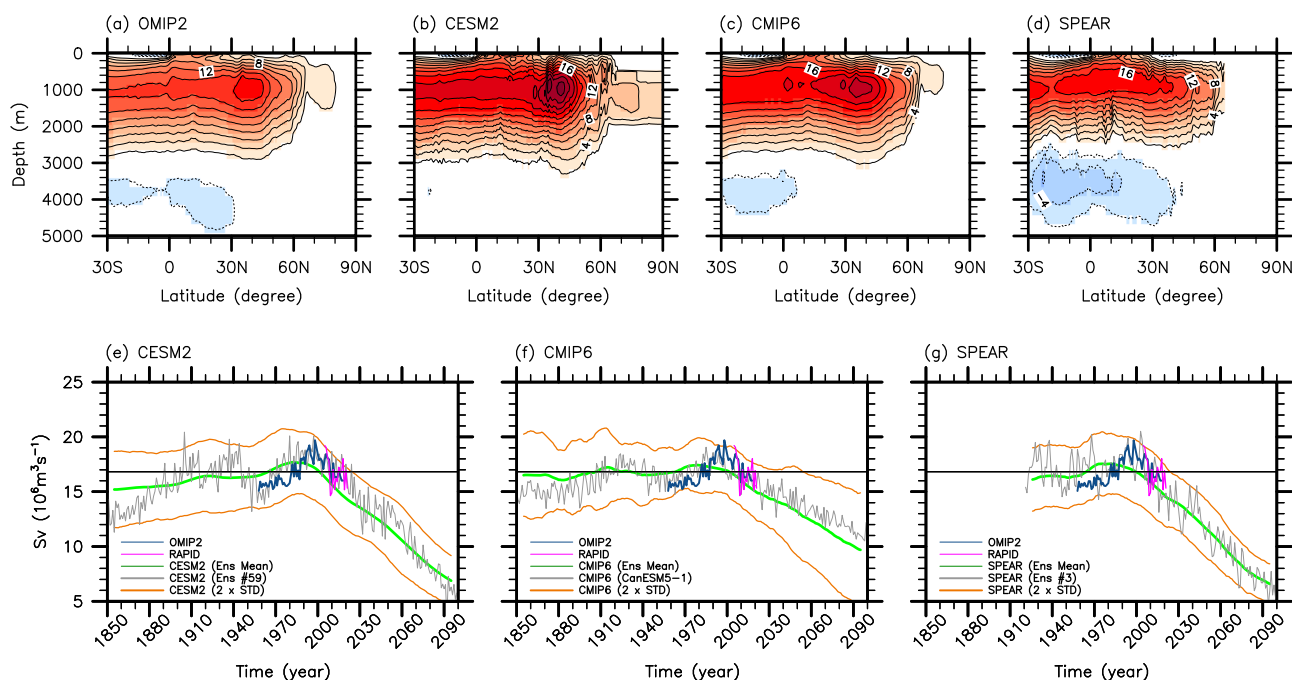 (a) OMIP2
(b) CESM2
(c) CMIP6
(d) SPEAR
Depth (m)
0
1000
2000
3000
4000
5000
12
8
16
12
8
4
16
12
8
4
16
12
8
4
-4
30S 0 30N 60N 90N
30S 0 30N 60N 90N
30S 0 30N 60N 90N
30S 0 30N 60N 90N
Latitude (degree)
Latitude (degree)
Latitude (degree)
Latitude (degree)
(e) CESM2
(f) CMIP6
(g) SPEAR
Sv (10⁶m³s⁻¹)
25
20
15
10
5
OMIP2
RAPID
CESM2 (Ens Mean)
CESM2 (Ens #59)
CESM2 (2 x STD)
OMIP2
RAPID
CMIP6 (Ens Mean)
CMIP6 (CanESM5-1)
CMIP6 (2 x STD)
OMIP2
RAPID
SPEAR (Ens Mean)
SPEAR (Ens #3)
SPEAR (2 x STD)
1850 1880 1910 1940 1970 2000 2030 2060 2090
1850 1880 1910 1940 1970 2000 2030 2060 2090
1850 1880 1910 1940 1970 2000 2030 2060 2090
Time (year)
Time (year)
Time (year)